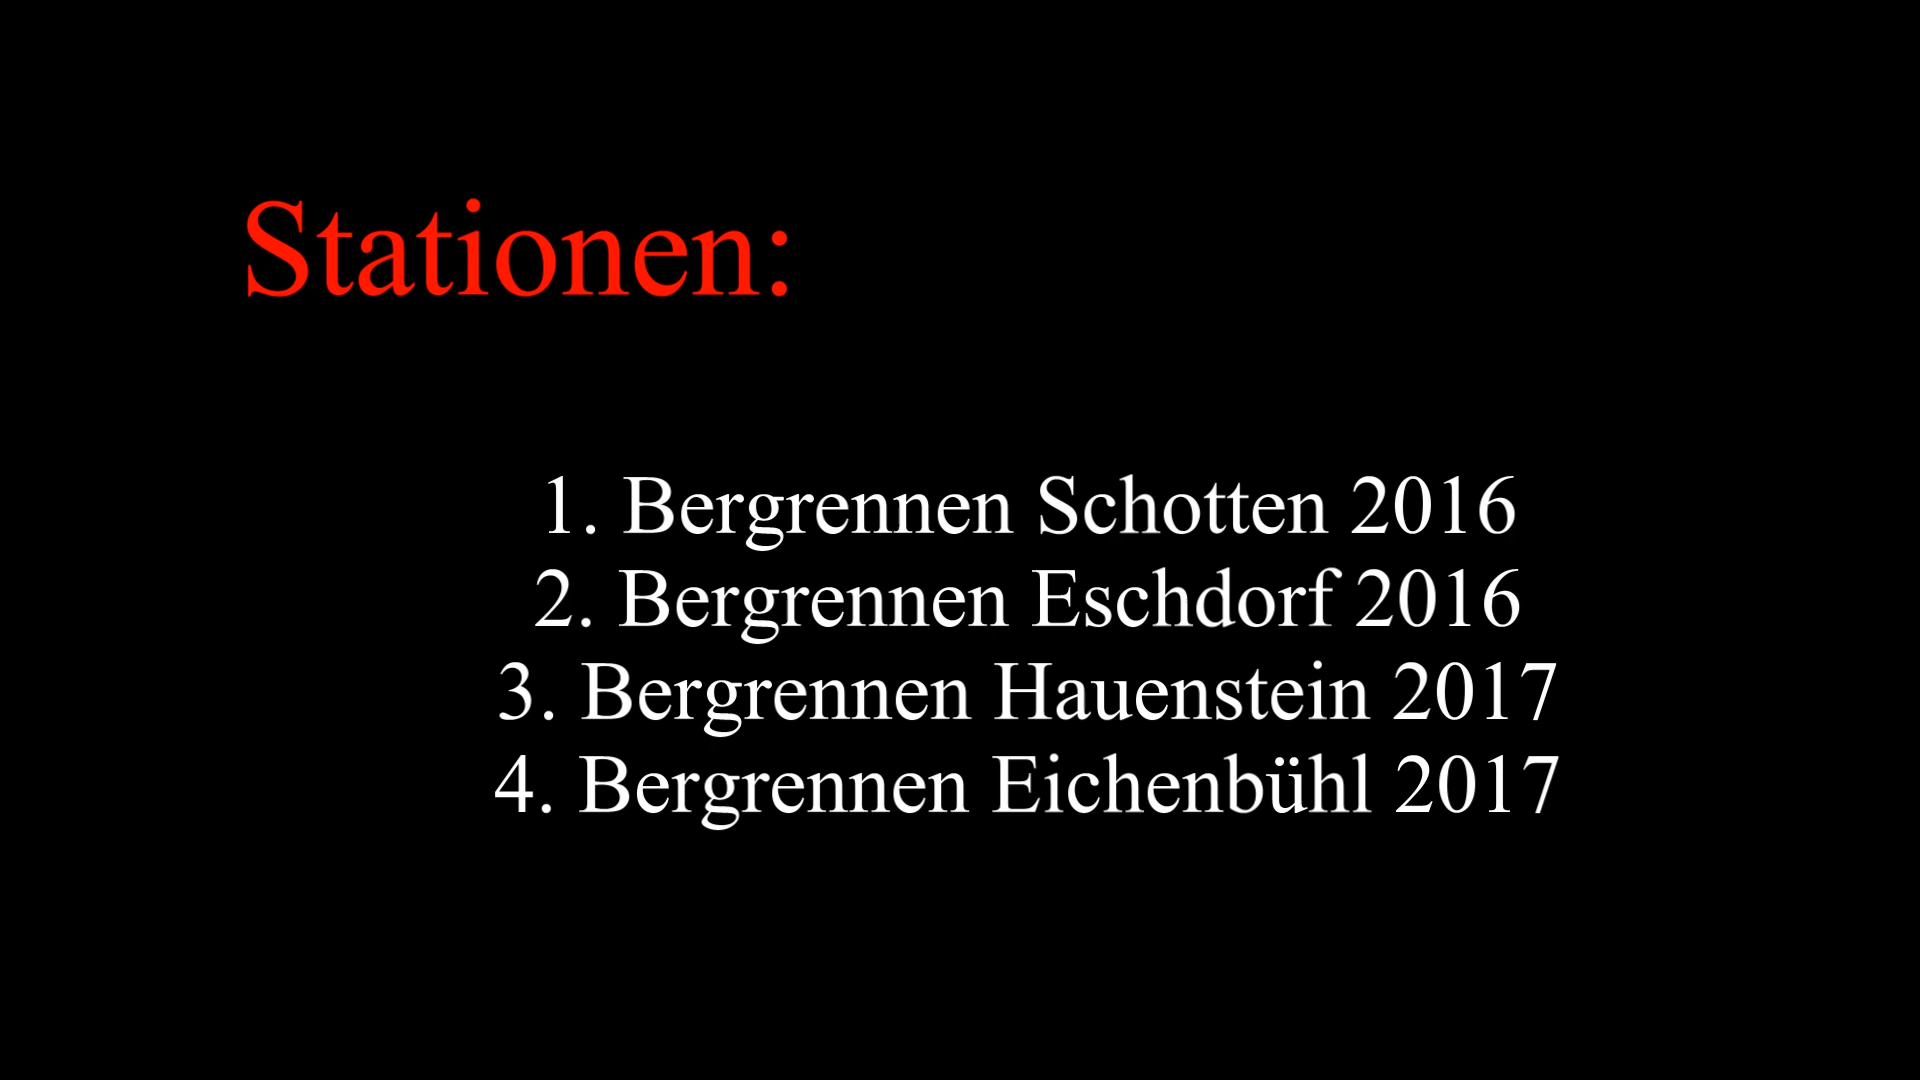 Stationen:
1. Bergrennen Schotten 2016
2. Bergrennen Eschdorf 2016
3. Bergrennen Hauenstein 2017
4. Bergrennen Eichenbühl 2017